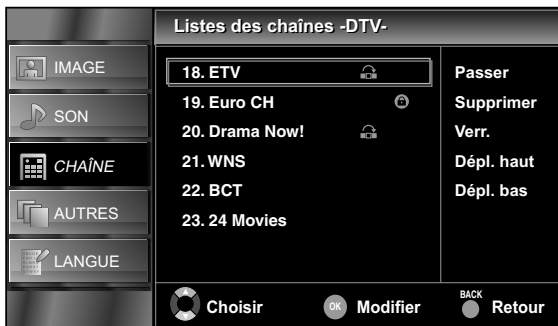 Listes des chaînes -DTV-
IMAGE
SON
CHAÎNE
AUTRES
LANGUE
18. ETV
19. Euro CH
20. Drama Now!
21. WNS
22. BCT
23. 24 Movies
Passer
Supprimer
Verr.
Dépl. haut
Dépl. bas
Choisir
OK Modifier
BACK
Retour